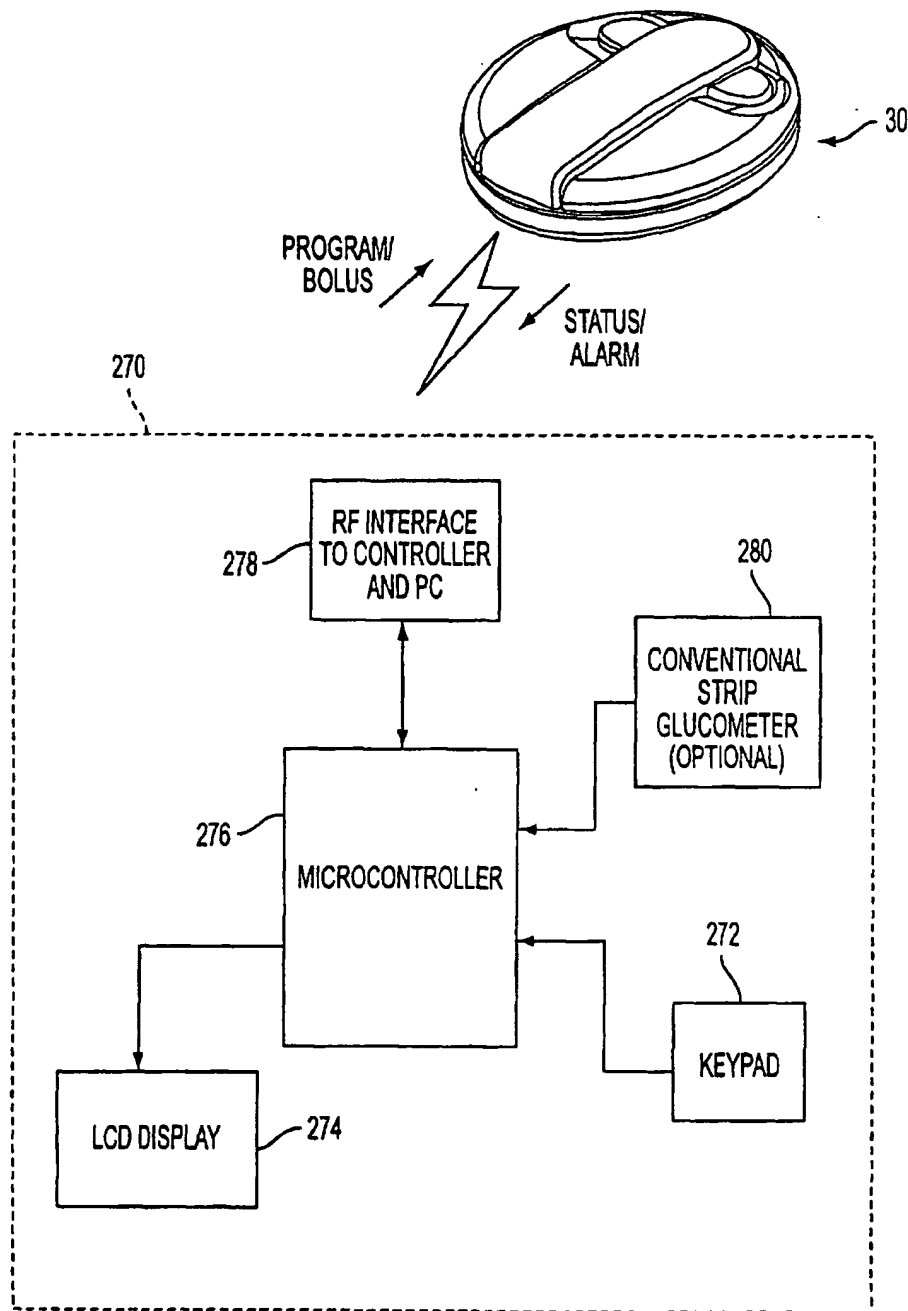 30
PROGRAM/
BOLUS
STATUS/
ALARM
270
RF INTERFACE
TO CONTROLLER
AND PC
278
280
CONVENTIONAL
STRIP
GLUCOMETER
(OPTIONAL)
276
MICROCONTROLLER
272
KEYPAD
LCD DISPLAY
274